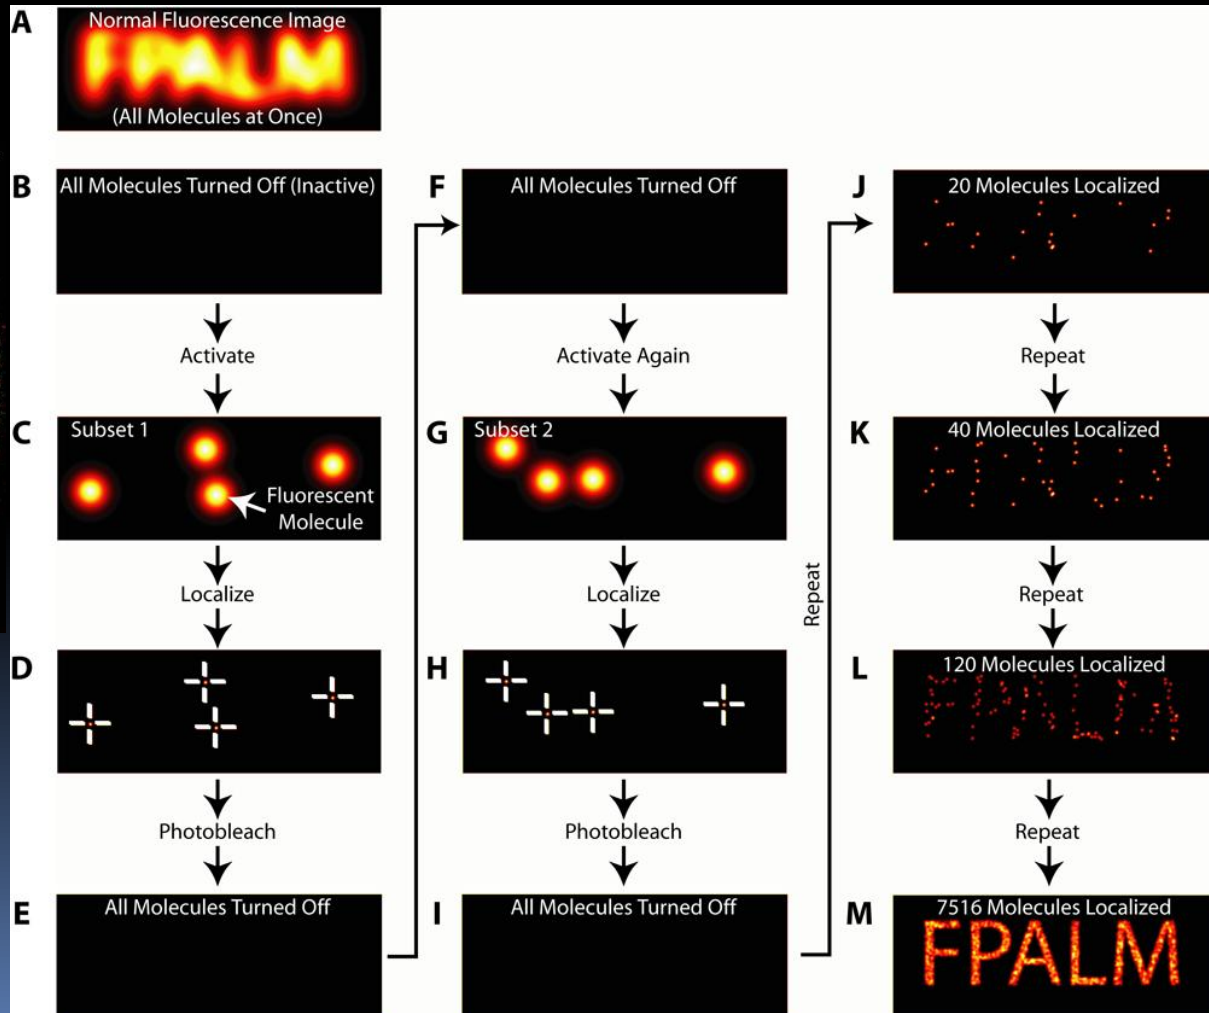 A
Normal Fluorescence Image
FPALM
(All Molecules at Once)
B
All Molecules Turned Off (Inactive)
Activate
C
Subset 1
Fluorescent
Molecule
Localize
D
Photobleach
E
All Molecules Turned Off
F
All Molecules Turned Off
Activate Again
G
Subset 2
Localize
H
Photobleach
I
All Molecules Turned Off
Repeat
J
20 Molecules Localized
Repeat
K
40 Molecules Localized
Repeat
L
120 Molecules Localized
FPALM
Repeat
M
7516 Molecules Localized
FPALM